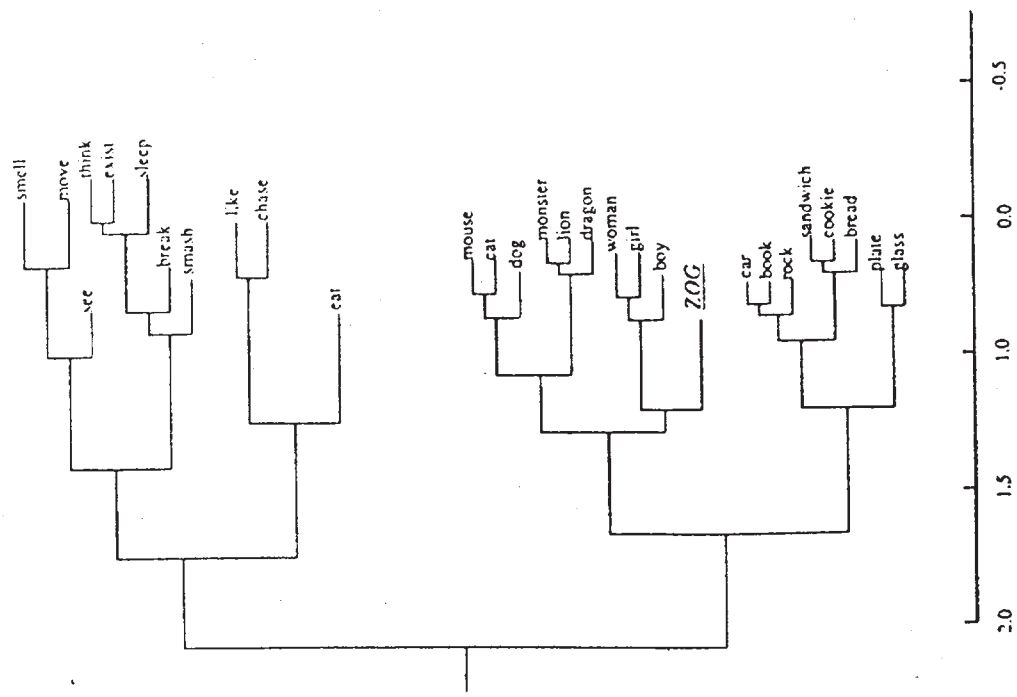 smell
move
see
think
exist
sleep
break
smash
like
chase
eat
mouse
cat
dog
monster
lion
dragon
woman
girl
boy
ZOG
car
book
rock
sandwich
cookie
bread
plate
glass
-0.5
0.0
1.0
1.5
2.0